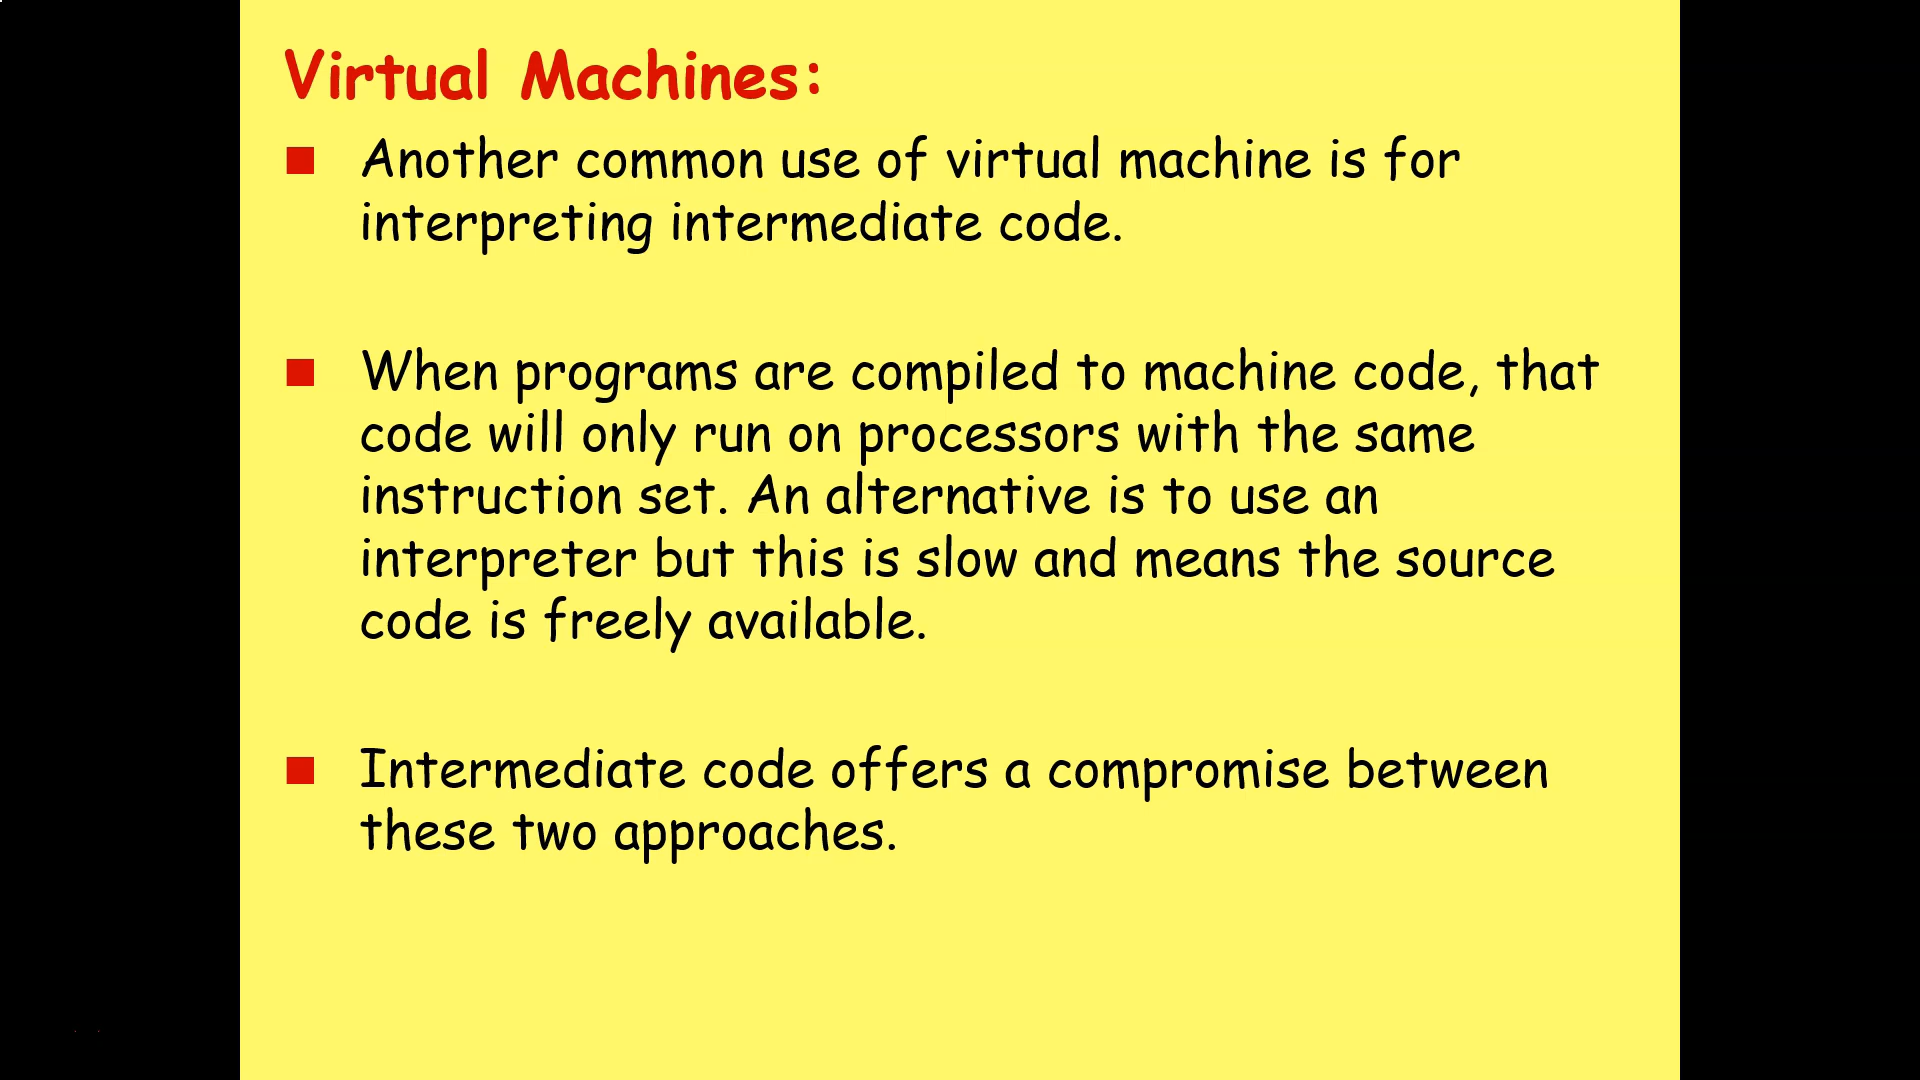 Virtual Machines:
Another common use of virtual machine is for
interpreting intermediate code.
When programs are compiled to machine code, that
code will only run on processors with the same
instruction set. An alternative is to use an
interpreter but this is slow and means the source
code is freely available.
Intermediate code offers a compromise between
these two approaches.